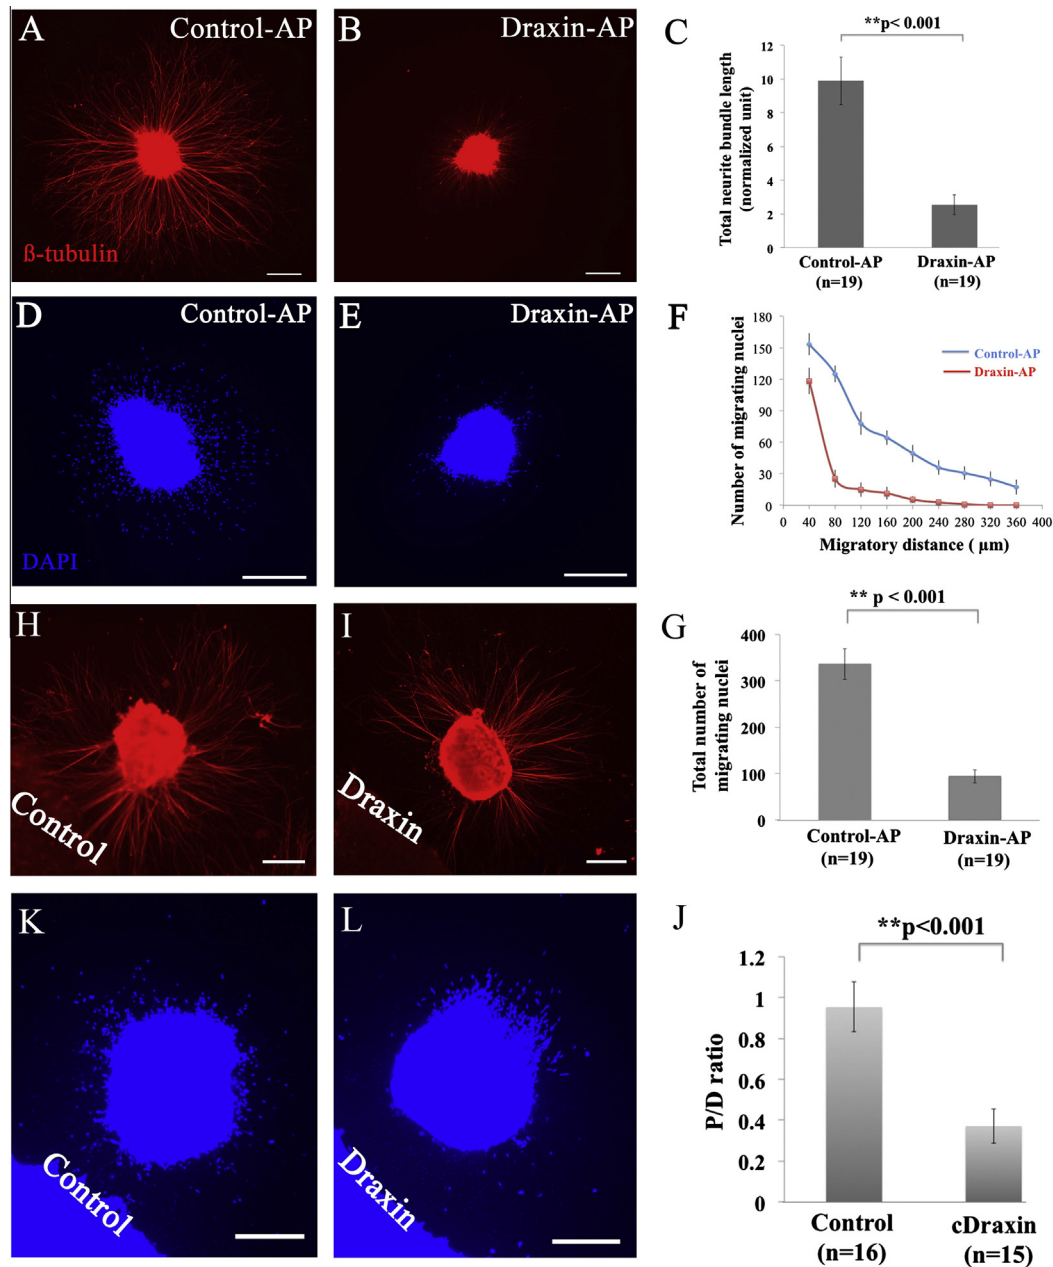 A
Control-AP
ß-tubulin
B
Draxin-AP
C
**p< 0.001
Total neurite bundle length
(normalized unit)
12
10
8
6
4
2
0
Control-AP
(n=19)
Draxin-AP
(n=19)
D
Control-AP
DAPI
E
Draxin-AP
F
Number of migrating nuclei
180
150
120
90
60
30
0
Control-AP
Draxin-AP
0 40 80 120 160 200 240 280 320 360 400
Migratory distance ( µm)
H
Control
I
Draxin
G
** p < 0.001
Total number of
migrating nuclei
400
300
200
100
0
Control-AP
(n=19)
Draxin-AP
(n=19)
K
Control
L
Draxin
J
**p<0.001
P/D ratio
1.2
1
0.8
0.6
0.4
0.2
0
Control
(n=16)
cDraxin
(n=15)